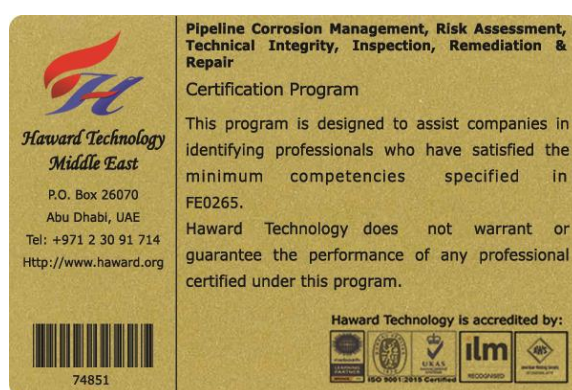 Haward Technology
Middle East
P.O. Box 26070
Abu Dhabi, UAE
Tel: +971 2 30 91 714
Http://www.haward.org
74851
Pipeline Corrosion Management, Risk Assessment,
Technical Integrity, Inspection, Remediation &
Repair
Certification Program
This program is designed to assist companies in
identifying professionals who have satisfied the
minimum competencies specified in
FE0265.
Haward Technology does not warrant or
guarantee the performance of any professional
certified under this program.
Haward Technology is accredited by:
UKAS
ISO 9001:2015 Certified
ilm
RECOGNISED
AWS